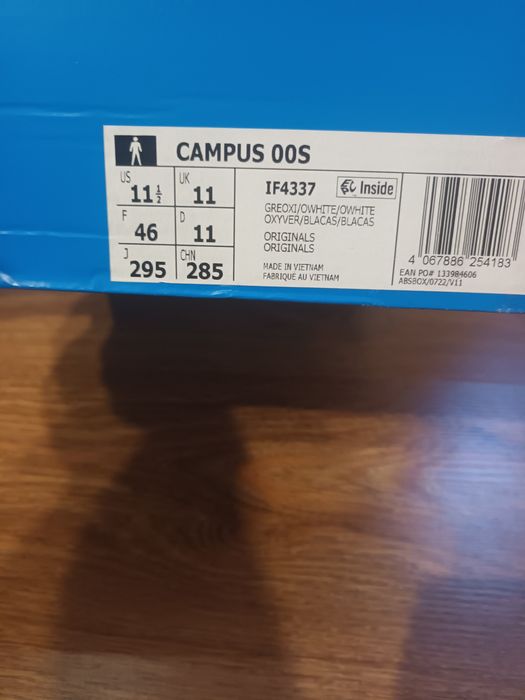 CAMPUS 00S
US
11½
UK
11
F
46
D
11
J
295
CHN
285
IF4337
Inside
GREOXI/OWHITE/OWHITE
OXYVER/BLACAS/BLACAS
ORIGINALS
ORIGINALS
MADE IN VIETNAM
FABRIQUÉ AU VIETNAM
4 067886 254183
EAN PO# 133984606
ABSBOX/0722/V11